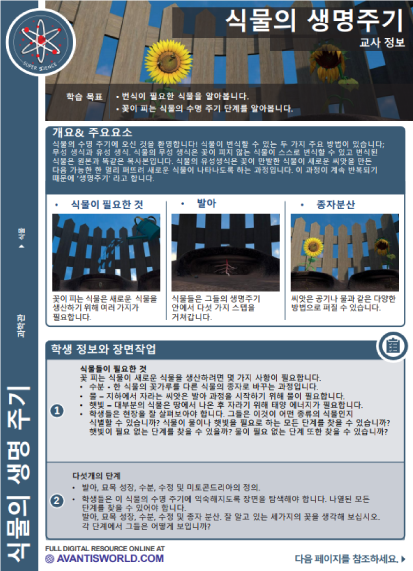 식물의 생명주기
교사 정보
SUPER SCIENCE
학습 목표
• 번식이 필요한 식물을 알아봅니다.
• 꽃이 피는 식물의 수명 주기 단계를 알아봅니다.
개요& 주요요소
식물의 수명 주기에 오신 것을 환영합니다! 식물이 번식할 수 있는 두 가지 주요 방법이 있습니다;
무성 생식과 유성 생식. 식물의 무성 생식은 꽃이 피지 않는 식물이 스스로 번식할 수 있고 번식된
식물은 원본과 똑같은 복사본입니다. 식물의 유성생식은 꽃이 만발한 식물이 새로운 씨앗을 만든
다음 가능한 한 멀리 퍼뜨려 새로운 식물이 나타나도록 하는 과정입니다. 이 과정이 계속 반복되기
때문에 '생명주기' 라고 합니다.
• 식물이 필요한 것
• 발아
• 종자분산
꽃이 피는 식물은 새로운 식물을
생산하기 위해 여러 가지가
필요합니다.
식물들은 그들의 생명주기
안에서 다섯 가지 스텝을
거쳐갑니다.
씨앗은 공기나 물과 같은 다양한
방법으로 퍼질 수 있습니다.
학생 정보와 장면작업
1
식물들이 필요한 것
꽃 피는 식물이 새로운 식물을 생산하려면 몇 가지 사항이 필요합니다.
• 수분 - 한 식물의 꽃가루를 다른 식물의 종자로 바꾸는 과정입니다.
• 물 – 지하에서 자라는 씨앗은 발아 과정을 시작하기 위해 물이 필요합니다.
• 햇빛 – 대부분의 식물은 땅에서 나온 후 자라기 위해 태양 에너지가 필요합니다.
• 학생들은 현장을 잘 살펴보아야 합니다. 그들은 이것이 어떤 종류의 식물인지
식별할 수 있습니까? 식물이 물이나 햇빛을 필요로 하는 모든 단계를 찾을 수 있습니까?
햇빛이 필요 없는 단계를 찾을 있을까? 물이 필요 없는 단계 또한 찾을 수 있습니까?
2
다섯개의 단계
• 발아, 묘목 성장, 수분, 수정 및 미토콘드리아의 정의.
• 학생들은 이 식물의 수명 주기에 익숙해지도록 장면을 탐색해야 합니다. 나열된 모든
단계를 찾을 수 있어야 합니다.
발아, 묘목 성장, 수분, 수정 및 종자 분산. 잘 알고 있는 세가지의 꽃을 생각해 보십시오.
각 단계에서 그들은 어떻게 보입니까?
식물의 생명 주기
과학관
▶ 식물
FULL DIGITAL RESOURCE ONLINE AT
AVANTISWORLD.COM
다음 페이지를 참조하세요.